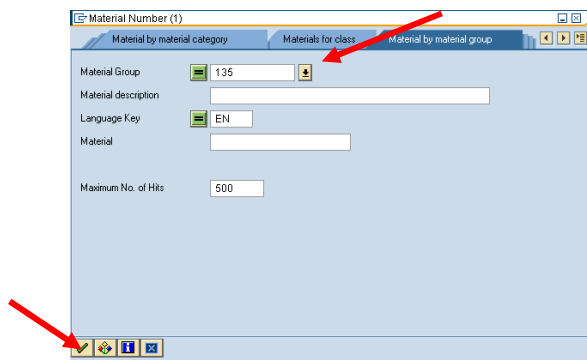 Material Number (1)
Material by material category Materials for class Material by material group
Material Group = 135
Material description
Language Key = EN
Material
Maximum No. of Hits 500